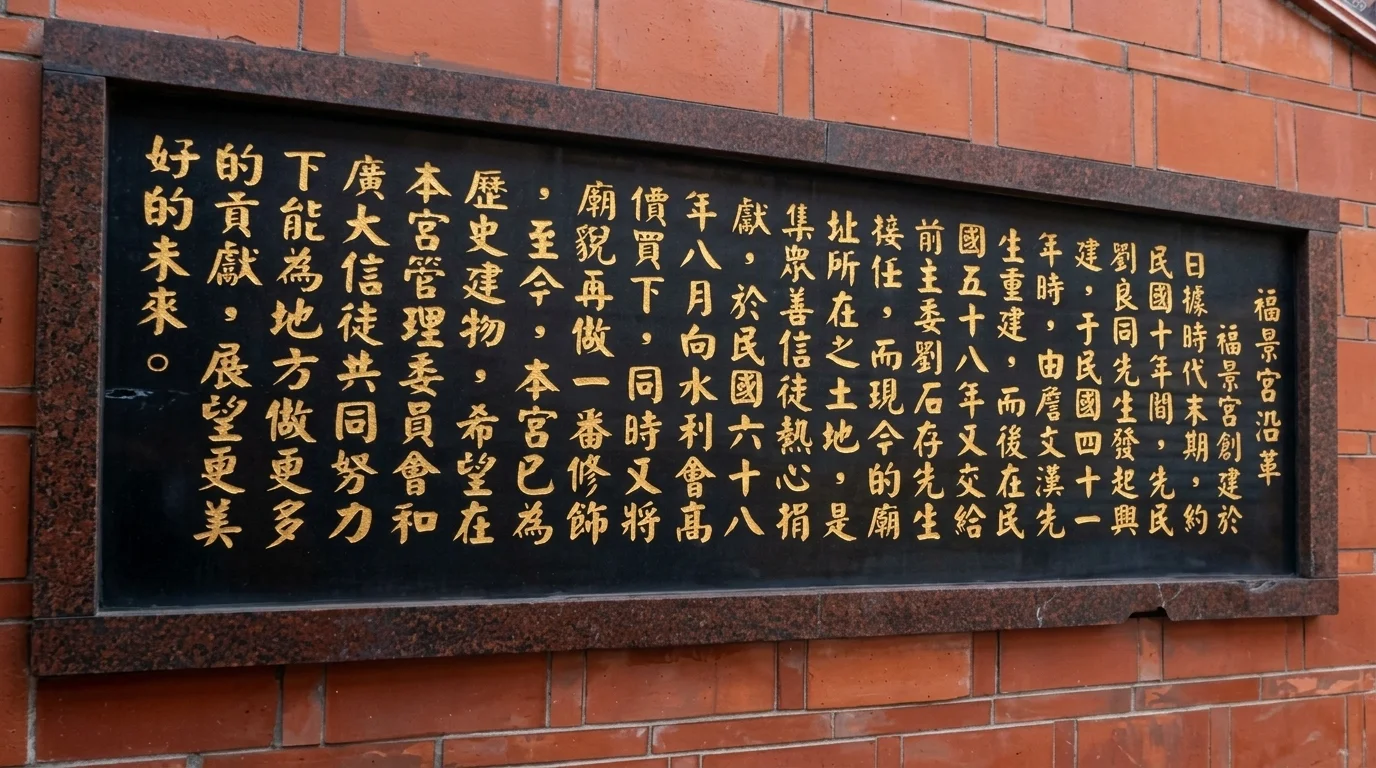 福景宮沿革
福景宮創建於
日據時代末期，約
民國十年間，先民
劉良同先生發起興
建，于民國四十一
年時，由詹文漢先
生重建，而後在民
國五十八年又交給
前主委劉石存先生
接任，而現今的廟
址所在之土地，是
集眾善信徒熱心捐
獻，於民國六十八
年八月向水利會高
價買下，同時又將
廟貌再做一番修飾
，至今，本宮已為
歷史建物，希望在
本宮管理委員會和
廣大信徒共同努力
下能為地方做更多
的貢獻，展望更美
好的未來。